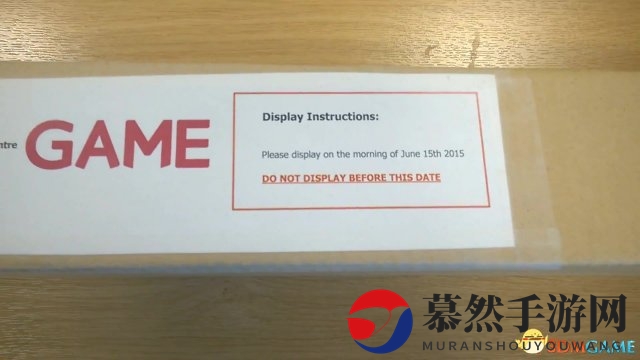 ntre
GAME
Display Instructions:
Please display on the morning of June 15th 2015
DO NOT DISPLAY BEFORE THIS DATE
慕然手游网
MURANSHOUYOUWANG
GAME